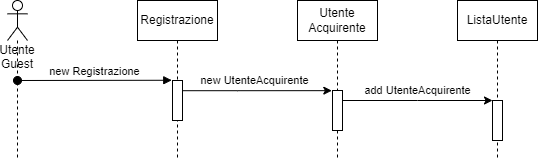 Registrazione
Utente
Acquirente
ListaUtente
Utente
Guest
new Registrazione
new UtenteAcquirente
add UtenteAcquirente